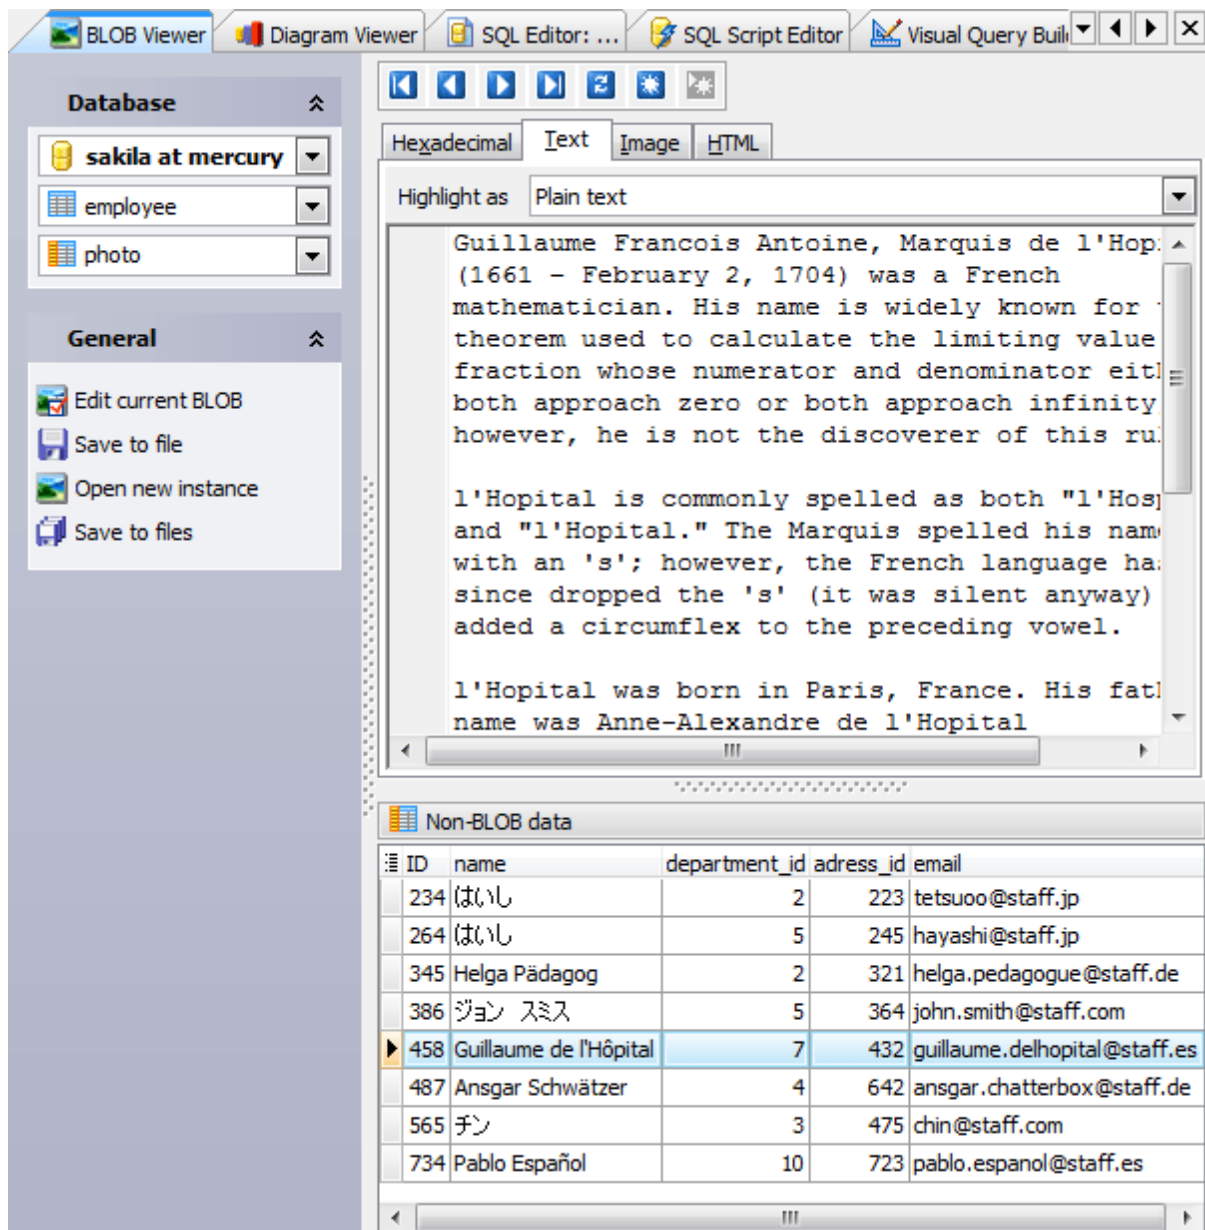 BLOB Viewer Diagram Viewer SQL Editor: ... SQL Script Editor Visual Query
Database
sakila at mercury
employee
photo
General
Edit current BLOB
Save to file
Open new instance
Save to files
Hexadecimal Text Image HTML
Highlight as Plain text
Guillaume Francois Antoine, Marquis de
(1661 - February 2, 1704) was a French
mathematician. His name is widely known for
theorem used to calculate the limiting value
fraction whose numerator and denominator
both approach zero or both approach infinity
however, he is not the discoverer of this
l'Hopital is commonly spelled as both
and "l'Hopital." The Marquis spelled his
with an 's'; however, the French language
since dropped the 's' (it was silent anyway)
added a circumflex to the preceding vowel.
l'Hopital was born in Paris, France. His
name was Anne-Alexandre de l'Hopital
Non-BLOB data
ID name department_id adress_id email
234 はいし 2 223 tetsuoo@staff.jp
264 はいし 5 245 hayashi@staff.jp
345 Helga Pädagog 2 321 helga.pedagogue@staff.de
386 ジョン スミス 5 364 john.smith@staff.com
458 Guillaume de l'Hôpital 7 432 guillaume.delhopital@staff.es
487 Ansgar Schwätzer 4 642 ansgar.chatterbox@staff.de
565 チン 3 475 chin@staff.com
734 Pablo Español 10 723 pablo.espanol@staff.es